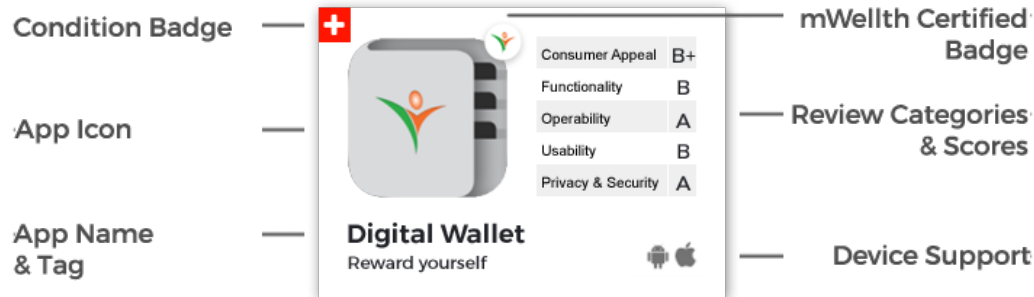 Condition Badge
App Icon
App Name
& Tag
Consumer Appeal B+
Functionality B
Operability A
Usability B
Privacy & Security A
Digital Wallet
Reward yourself
mWellth Certified
Badge
Review Categories
& Scores
Device Support